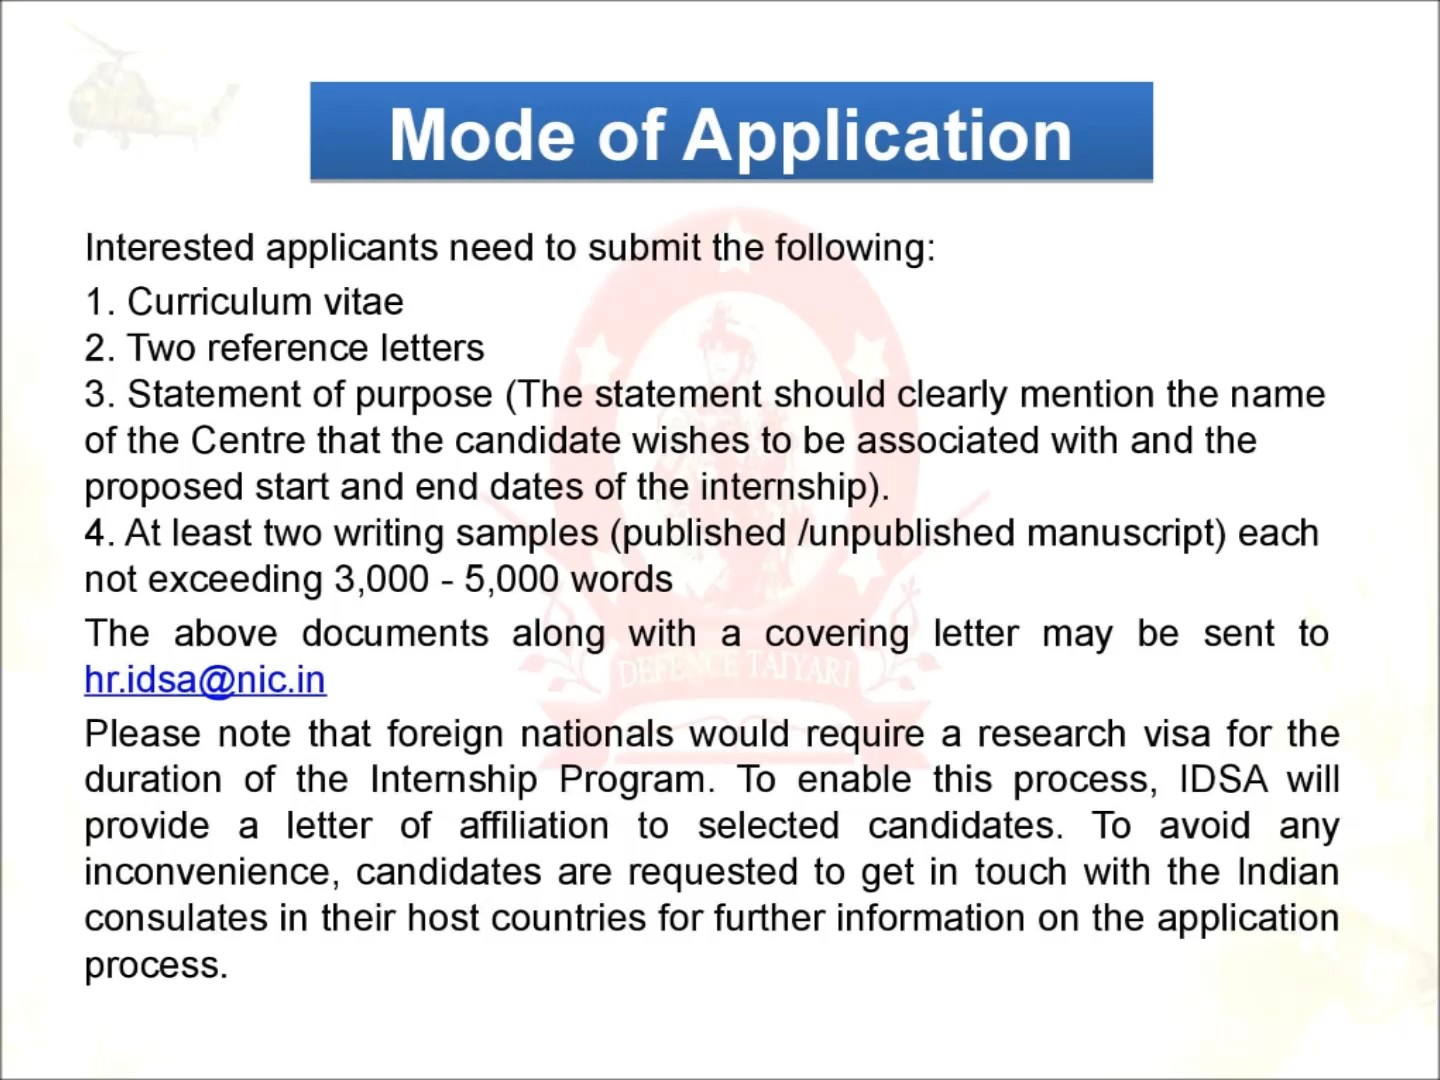 Mode of Application
Interested applicants need to submit the following:
1. Curriculum vitae
2. Two reference letters
3. Statement of purpose (The statement should clearly mention the name
of the Centre that the candidate wishes to be associated with and the
proposed start and end dates of the internship).
4. At least two writing samples (published /unpublished manuscript) each
not exceeding 3,000 - 5,000 words
The above documents along with a covering letter may be sent to
DEFENCE TAIYARI
hr.idsa@nic.in
Please note that foreign nationals would require a research visa for the
duration of the Internship Program. To enable this process, IDSA will
provide a letter of affiliation to selected candidates. To avoid any
inconvenience, candidates are requested to get in touch with the Indian
consulates in their host countries for further information on the application
process.